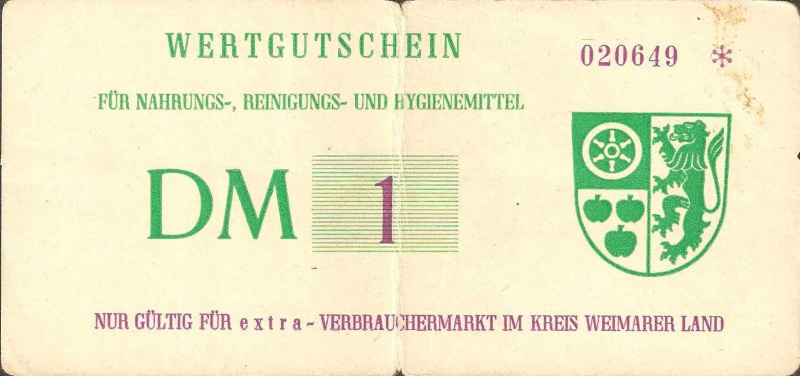 WERTGUTSCHEIN
020649 *
FÜR NAHRUNGS-, REINIGUNGS- UND HYGIENEMITTEL
DM 1
NUR GÜLTIG FÜR extra - VERBRAUCHERMARKT IM KREIS WEIMARER LAND